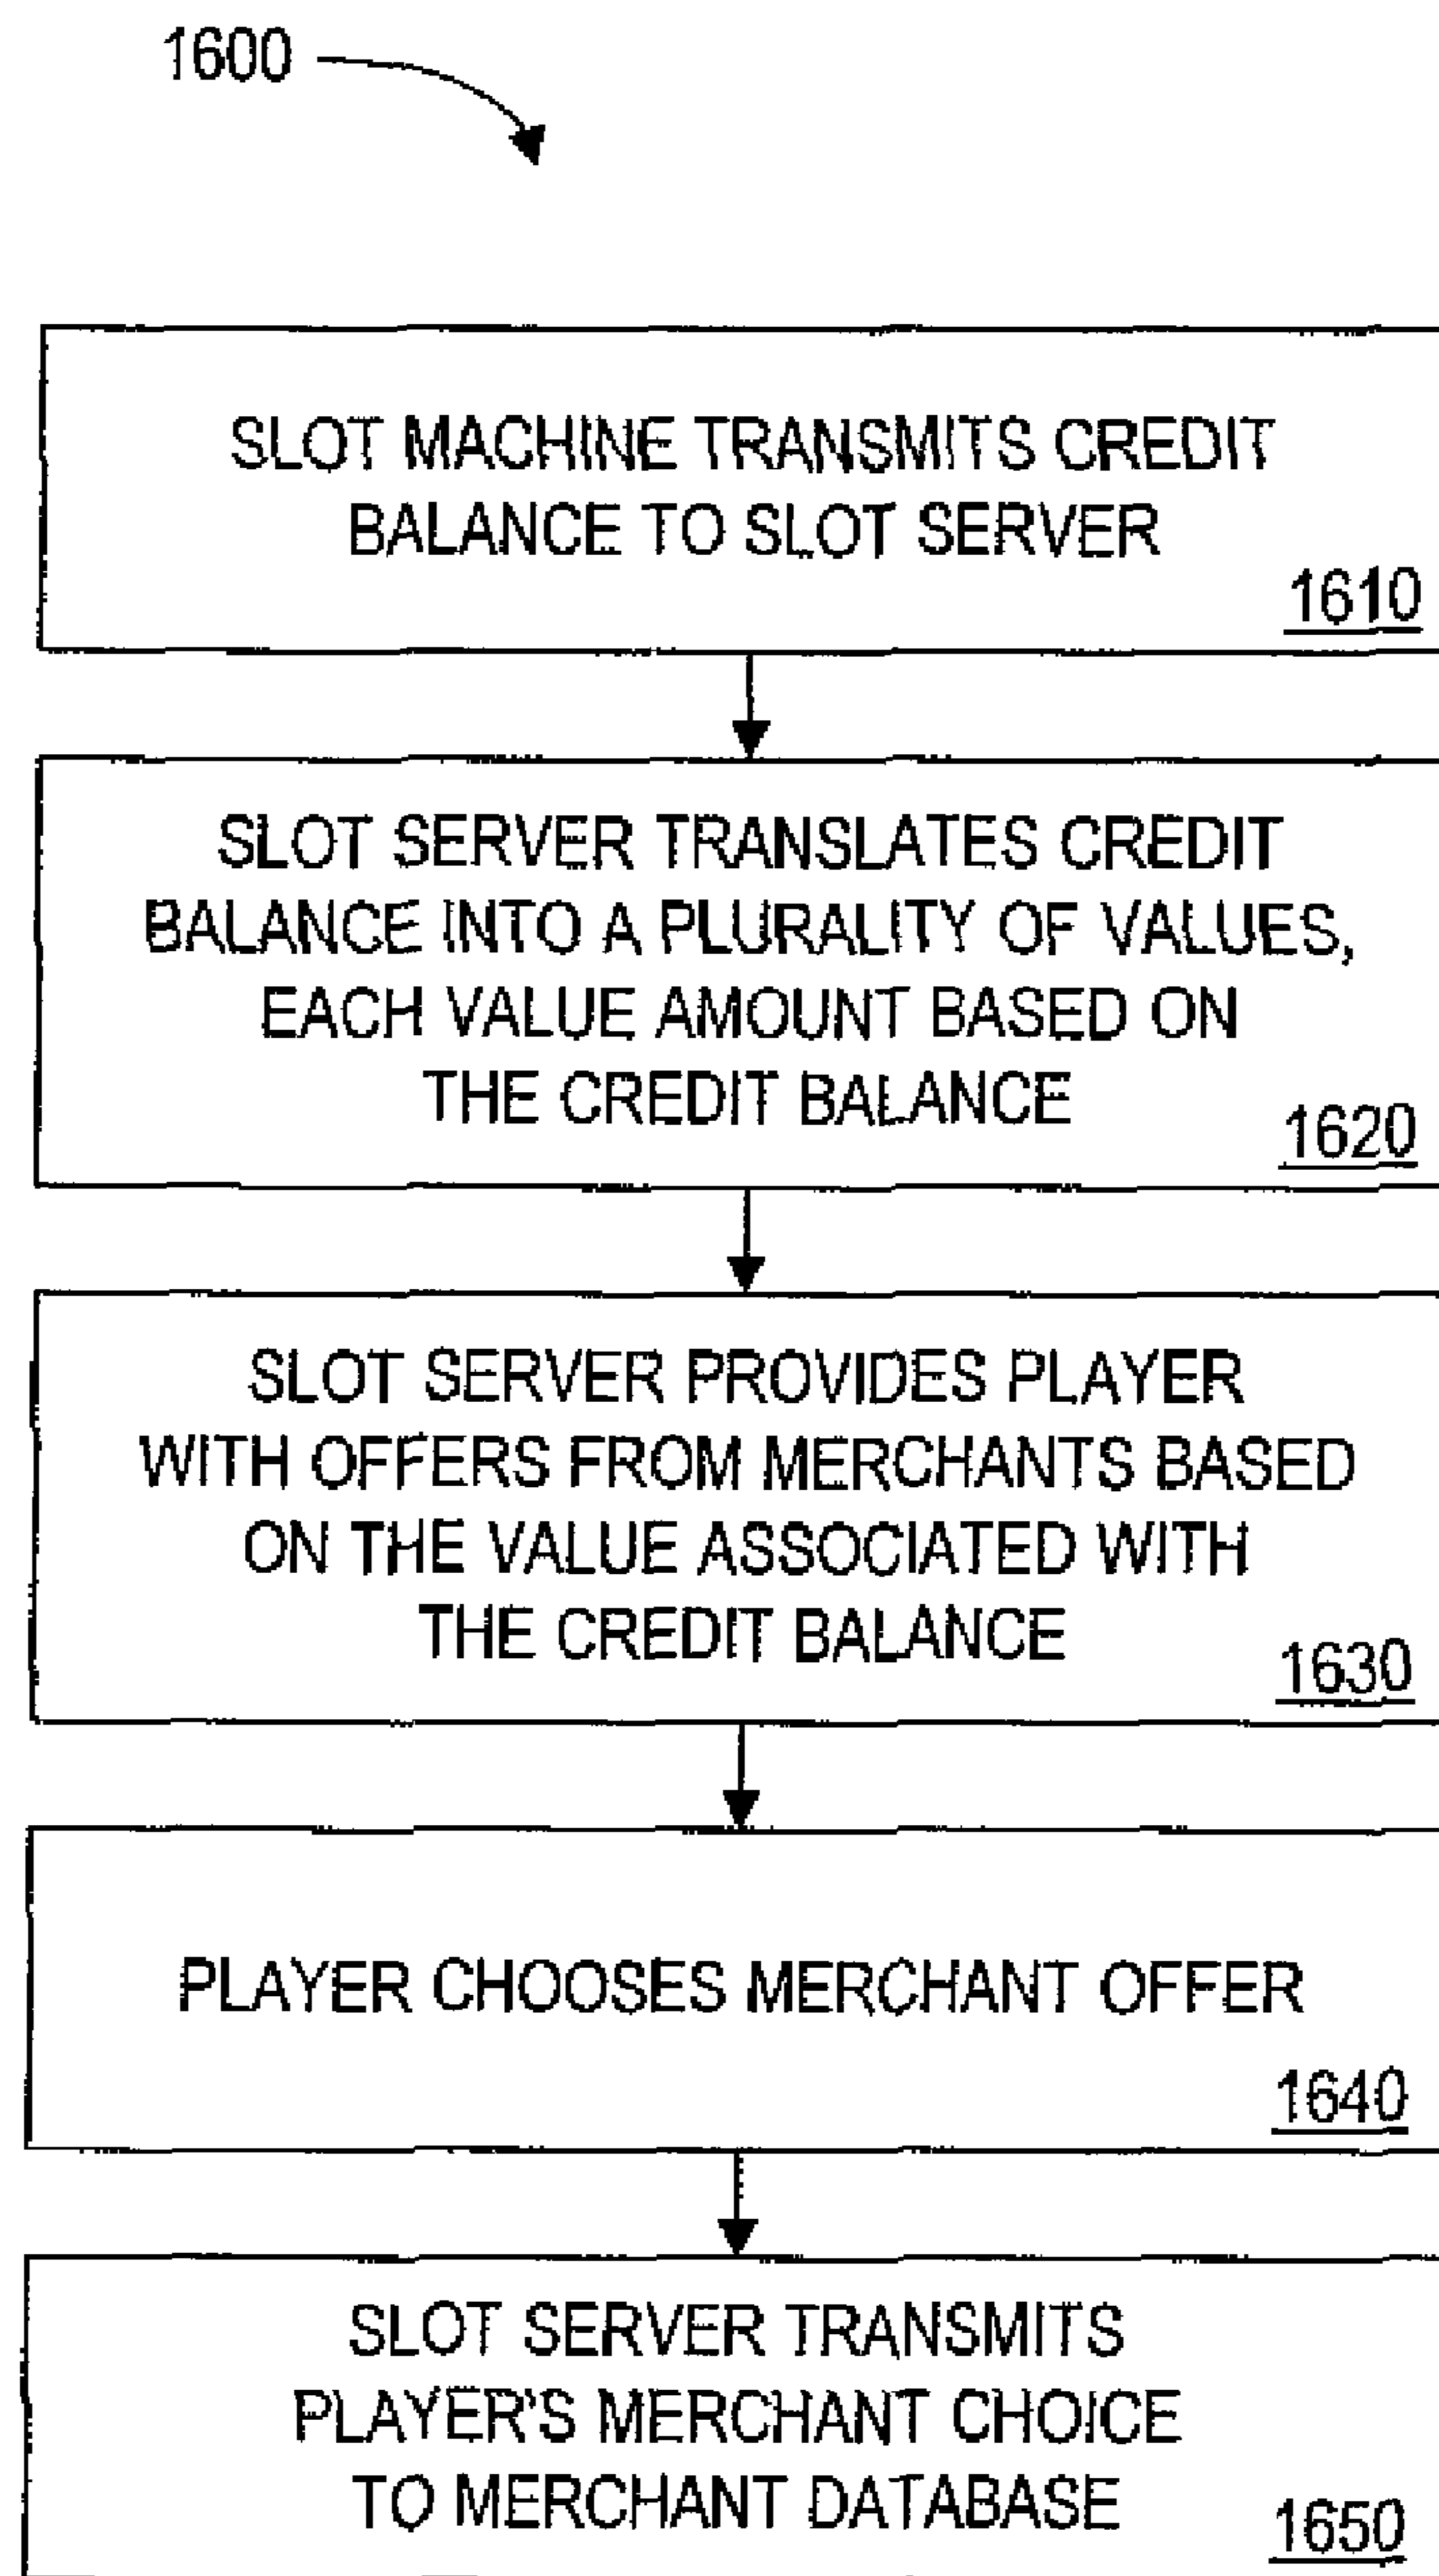 1600
SLOT MACHINE TRANSMITS CREDIT
BALANCE TO SLOT SERVER
1610
SLOT SERVER TRANSLATES CREDIT
BALANCE INTO A PLURALITY OF VALUES,
EACH VALUE AMOUNT BASED ON
THE CREDIT BALANCE
1620
SLOT SERVER PROVIDES PLAYER
WITH OFFERS FROM MERCHANTS BASED
ON THE VALUE ASSOCIATED WITH
THE CREDIT BALANCE
1630
PLAYER CHOOSES MERCHANT OFFER
1640
SLOT SERVER TRANSMITS
PLAYER'S MERCHANT CHOICE
TO MERCHANT DATABASE
1650